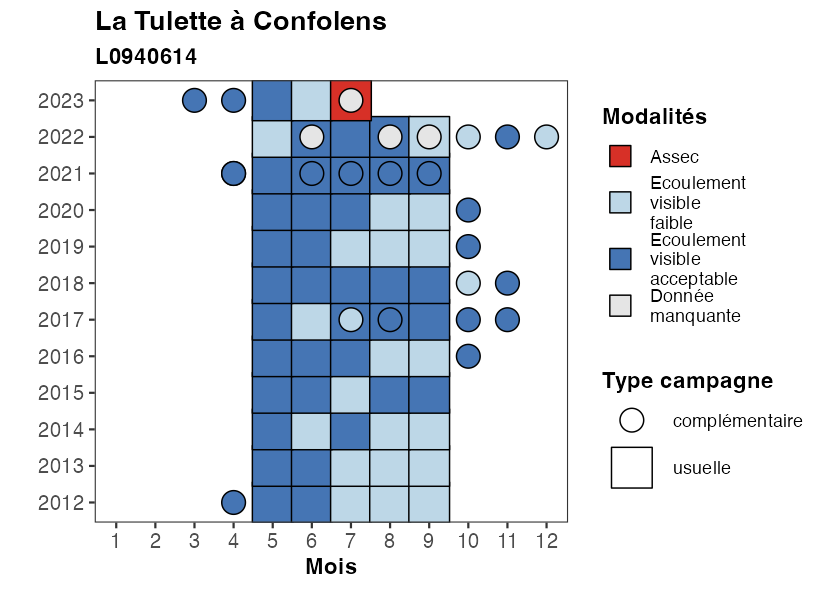 La Tulette à Confolens
L0940614
2023
2022
2021
2020
2019
2018
2017
2016
2015
2014
2013
2012
1 2 3 4 5 6 7 8 9 10 11 12
Mois
Modalités
Assec
Ecoulement
visible
faible
Ecoulement
visible
acceptable
Donnée
manquante
Type campagne
complémentaire
usuelle